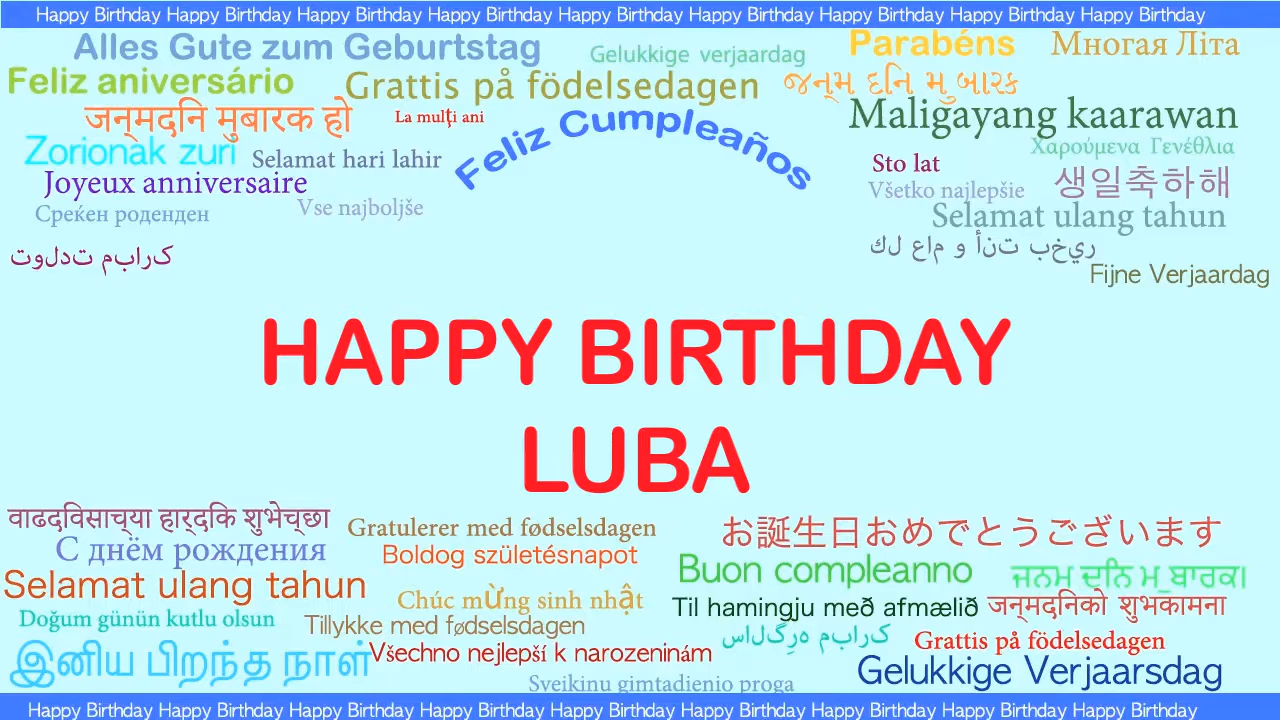 Happy Birthday Happy Birthday Happy Birthday Happy Birthday Happy Birthday Happy Birthday Happy Birthday Happy Birthday Happy Birthday
Alles Gute zum Geburtstag
Gelukkige verjaardag
Parabéns
Многая Літа
Feliz aniversário
Grattis på födelsedagen
જન્મ દનિ મુ બારક
जन्मदनि मुबारक हो
La mulţi ani
Feliz Cumpleaños
Maligayang kaarawan
Zorionak zuri
Selamat hari lahir
Sto lat
Χαρούμενα Γενέθλια
Joyeux anniversaire
Všetko najlepšie
생일축하해
Среќен роденден
Vse najboljše
Selamat ulang tahun
تولدت مبارک
كل عام و أنت بخير
Fijne Verjaardag
HAPPY BIRTHDAY
LUBA
वाढदविसाच्या हार्दकि शुभेच्छा
Gratulerer med fødselsdagen
お誕生日おめでとうございます
С днём рождения
Boldog születésnapot
Buon compleanno
ਜਨਮ ਦਨਿ ਮੁ ਬਾਰਕ।
Selamat ulang tahun
Chúc mừng sinh nhật
Til hamingju með afmælið
जन्मदनिको शुभकामना
Doğum günün kutlu olsun
Tillykke med fødselsdagen
سالگرہ مبارک
Grattis på födelsedagen
இனிய பிறந்த நாள்
Všechno nejlepší k narozeninám
Gelukkige Verjaarsdag
Sveikinu gimtadienio proga
Happy Birthday Happy Birthday Happy Birthday Happy Birthday Happy Birthday Happy Birthday Happy Birthday Happy Birthday Happy Birthday